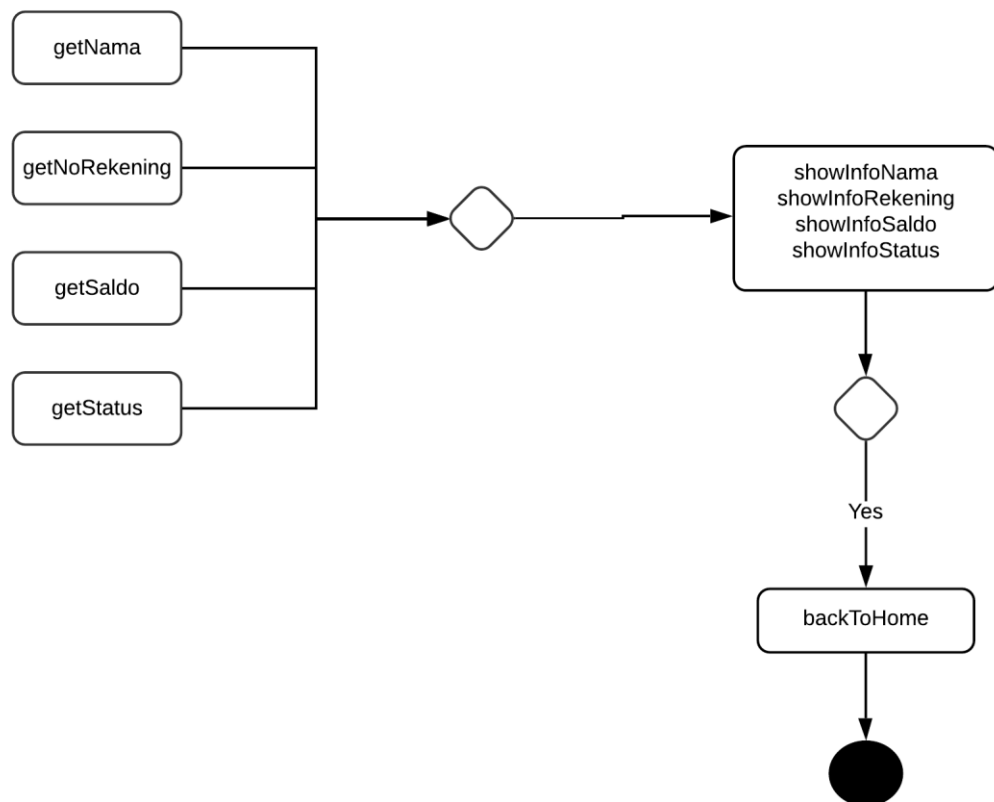 getNama
getNoRekening
getSaldo
getStatus
showInfoNama
showInfoRekening
showInfoSaldo
showInfoStatus
Yes
backToHome